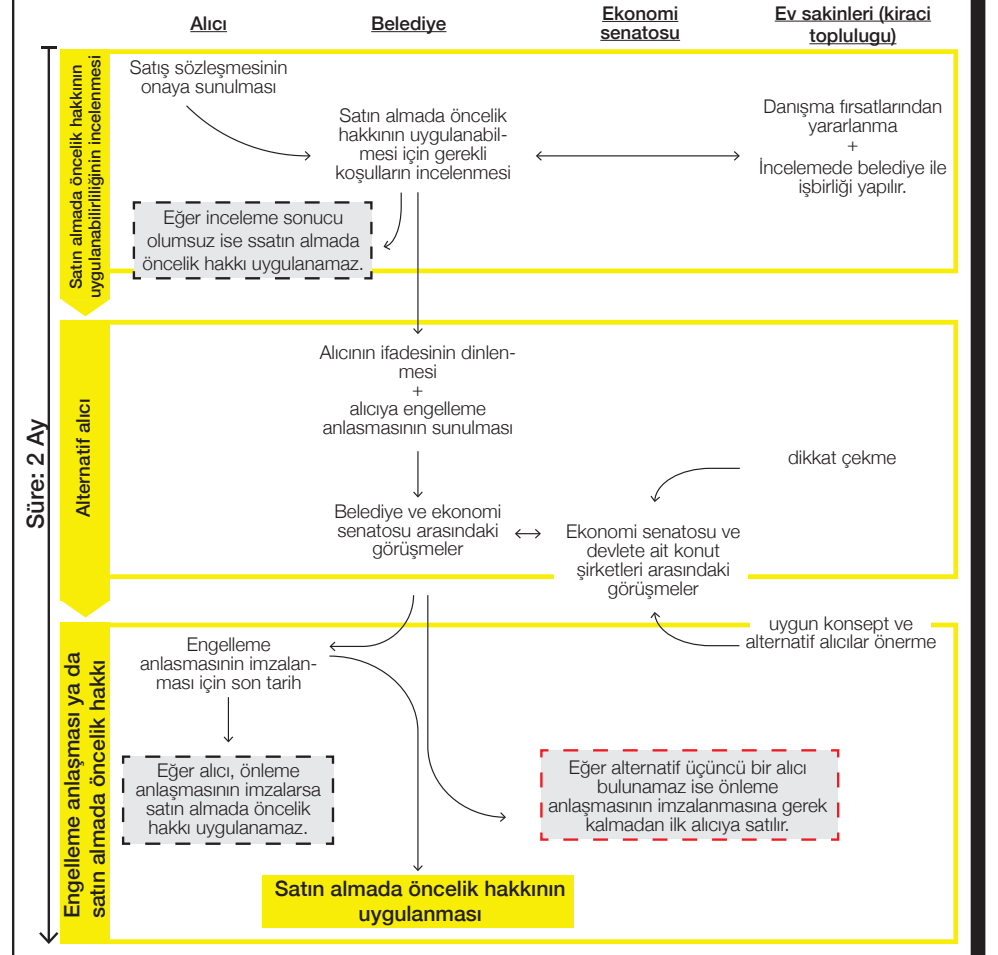 Alıcı
Belediye
Ekonomi
senatosu
Ev sakinleri (kiraci
toplulugu)
Süre: 2 Ay
Satın almada öncelik hakkının
uygulanabilirliliğinin incelenmesi
Satış sözleşmesinin
onaya sunulması
Satın almada öncelik
hakkının uygulanabil-
mesi için gerekli
koşulların incelenmesi
Danışma fırsatlarından
yararlanma
+
İncelemede belediye ile
işbirliği yapılır.
Eğer inceleme sonucu
olumsuz ise ssatın almada
öncelik hakkı uygulanamaz.
Alternatif alıcı
Alıcının ifadesinin dinlen-
mesi
+
alıcıya engelleme
anlasmasının sunulması
dikkat çekme
Belediye ve ekonomi
senatosu arasındaki
görüşmeler
Ekonomi senatosu ve
devlete ait konut
şirketleri arasındaki
görüşmeler
uygun konsept ve
alternatif alıcılar önerme
Engelleme anlaşması ya da
satın almada öncelik hakkı
Engelleme
anlasmasının imzalan-
ması için son tarih
Eğer alıcı, önleme
anlaşmasının imzalarsa
satın almada öncelik
hakkı uygulanamaz.
Eğer alternatif üçüncü bir alıcı
bulunamaz ise önleme
anlaşmasının imzalanmasına gerek
kalmadan ilk alıcıya satılır.
Satın almada öncelik hakkının
uygulanması